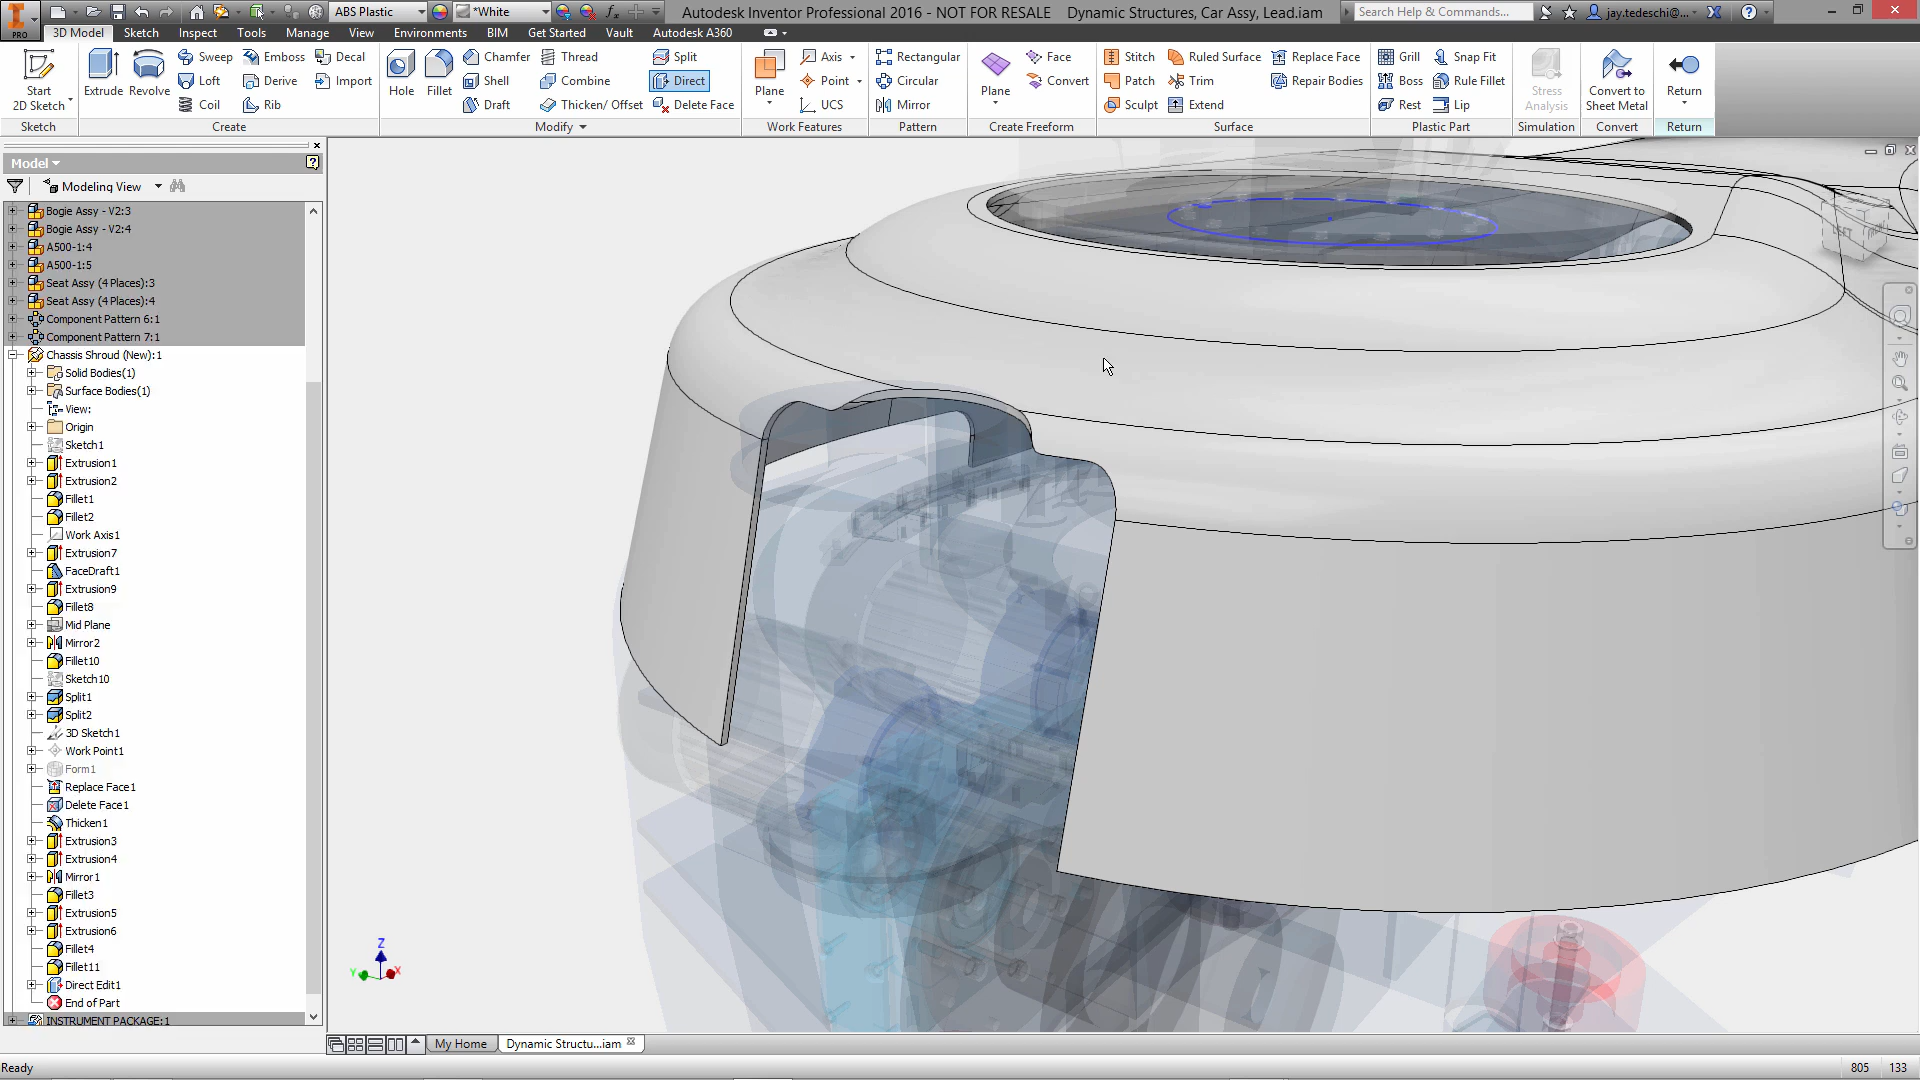 ABS Plastic
*White
Autodesk Inventor Professional 2016 - NOT FOR RESALE Dynamic Structures, Car Assy, Lead.iam
Search Help & Commands...
jay.tedeschi@...
PRO
3D Model Sketch Inspect Tools Manage View Environments BIM Get Started Vault Autodesk A360
Start
2D Sketch
Sketch
Extrude
Revolve
Sweep
Loft
Coil
Emboss
Derive
Rib
Decal
Import
Create
Hole
Fillet
Chamfer
Shell
Draft
Thread
Combine
Thicken/ Offset
Split
Direct
Delete Face
Modify
Plane
Axis
Point
UCS
Work Features
Rectangular
Circular
Mirror
Pattern
Plane
Face
Convert
Create Freeform
Stitch
Patch
Sculpt
Ruled Surface
Trim
Extend
Replace Face
Repair Bodies
Surface
Grill
Boss
Rest
Snap Fit
Rule Fillet
Lip
Plastic Part
Stress
Analysis
Simulation
Convert to
Sheet Metal
Convert
Return
Return
Model
Modeling View
Bogie Assy - V2:3
Bogie Assy - V2:4
A500-1:4
A500-1:5
Seat Assy (4 Places):3
Seat Assy (4 Places):4
Component Pattern 6:1
Component Pattern 7:1
Chassis Shroud (New):1
Solid Bodies(1)
Surface Bodies(1)
View:
Origin
Sketch1
Extrusion1
Extrusion2
Fillet1
Fillet2
Work Axis1
Extrusion7
FaceDraft1
Extrusion9
Fillet8
Mid Plane
Mirror2
Fillet10
Sketch10
Split1
Split2
3D Sketch1
Work Point1
Form1
Replace Face1
Delete Face1
Thicken1
Extrusion3
Extrusion4
Mirror1
Fillet3
Extrusion5
Extrusion6
Fillet4
Fillet11
Direct Edit1
End of Part
INSTRUMENT PACKAGE:1
LEFT
Z
Y
X
My Home
Dynamic Structu...iam
Ready
805 133